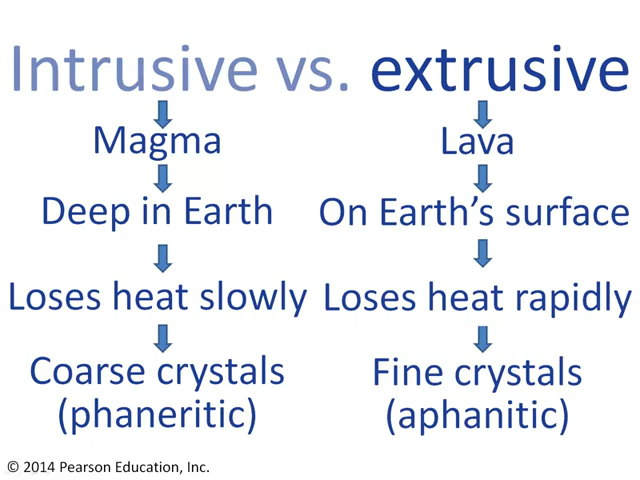 Intrusive vs. extrusive
Magma
Deep in Earth
Loses heat slowly
Coarse crystals
(phaneritic)
Lava
On Earth's surface
Loses heat rapidly
Fine crystals
(aphanitic)
© 2014 Pearson Education, Inc.